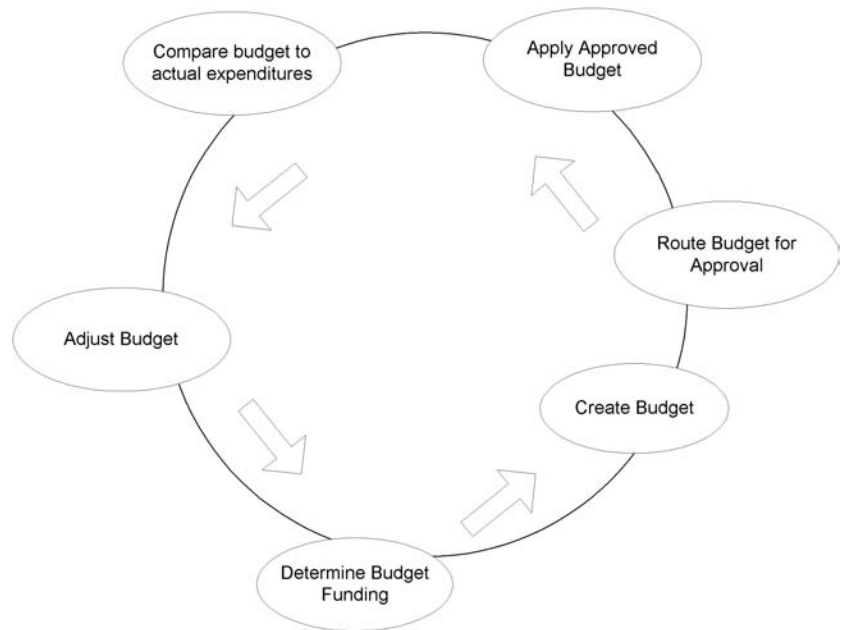 Compare budget to
actual expenditures
Apply Approved
Budget
Route Budget for
Approval
Adjust Budget
Create Budget
Determine Budget
Funding